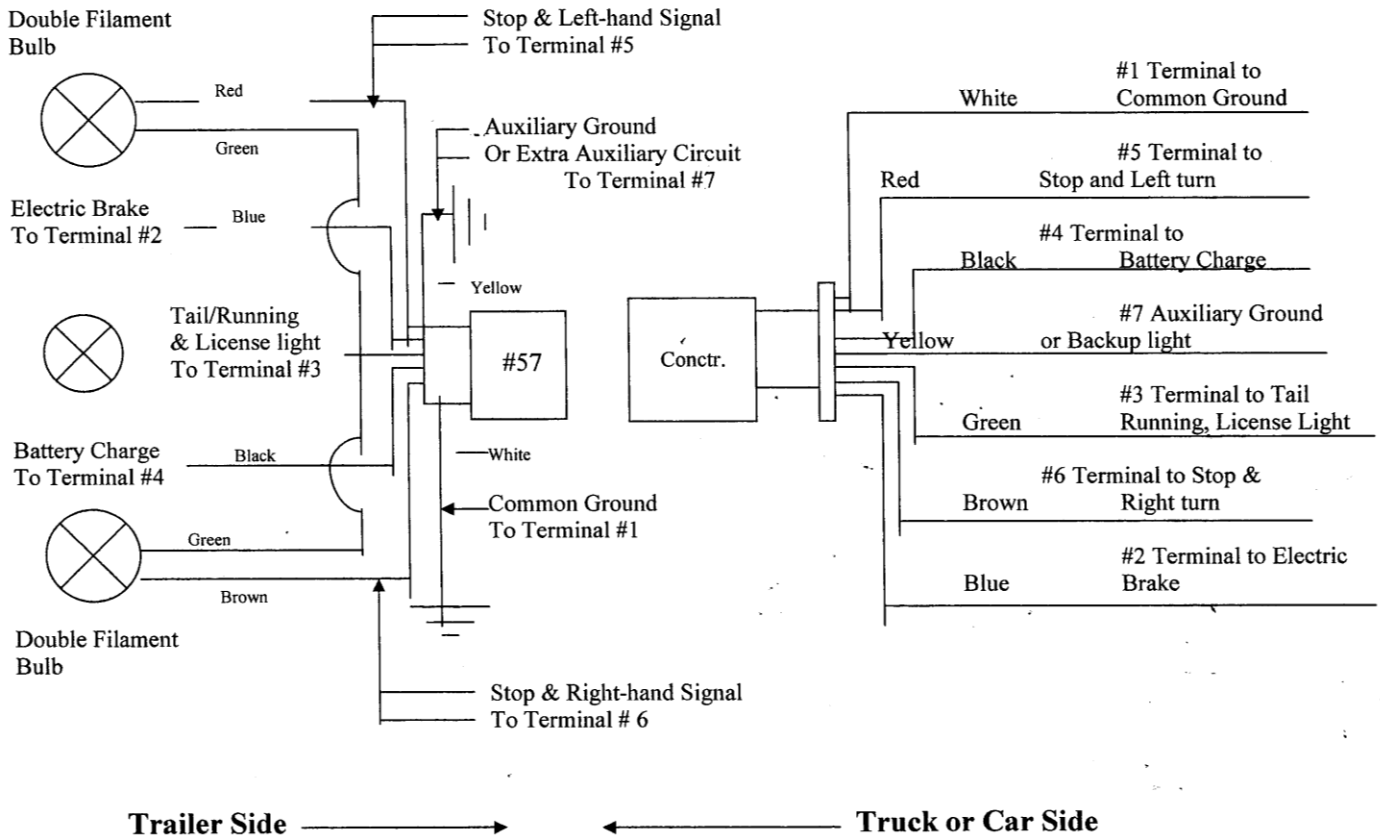 Double Filament
Bulb
Red
Green
Stop & Left-hand Signal
To Terminal #5
Auxiliary Ground
Or Extra Auxiliary Circuit
To Terminal #7
Electric Brake
To Terminal #2
Blue
Yellow
Tail/Running
& License light
To Terminal #3
#57
Battery Charge
To Terminal #4
Black
White
Common Ground
To Terminal #1
Green
Brown
Double Filament
Bulb
Stop & Right-hand Signal
To Terminal # 6
Trailer Side
Conctr.
White
#1 Terminal to
Common Ground
Red
#5 Terminal to
Stop and Left turn
Black
#4 Terminal to
Battery Charge
Yellow
#7 Auxiliary Ground
or Backup light
Green
#3 Terminal to Tail
Running, License Light
Brown
#6 Terminal to Stop &
Right turn
Blue
#2 Terminal to Electric
Brake
Truck or Car Side